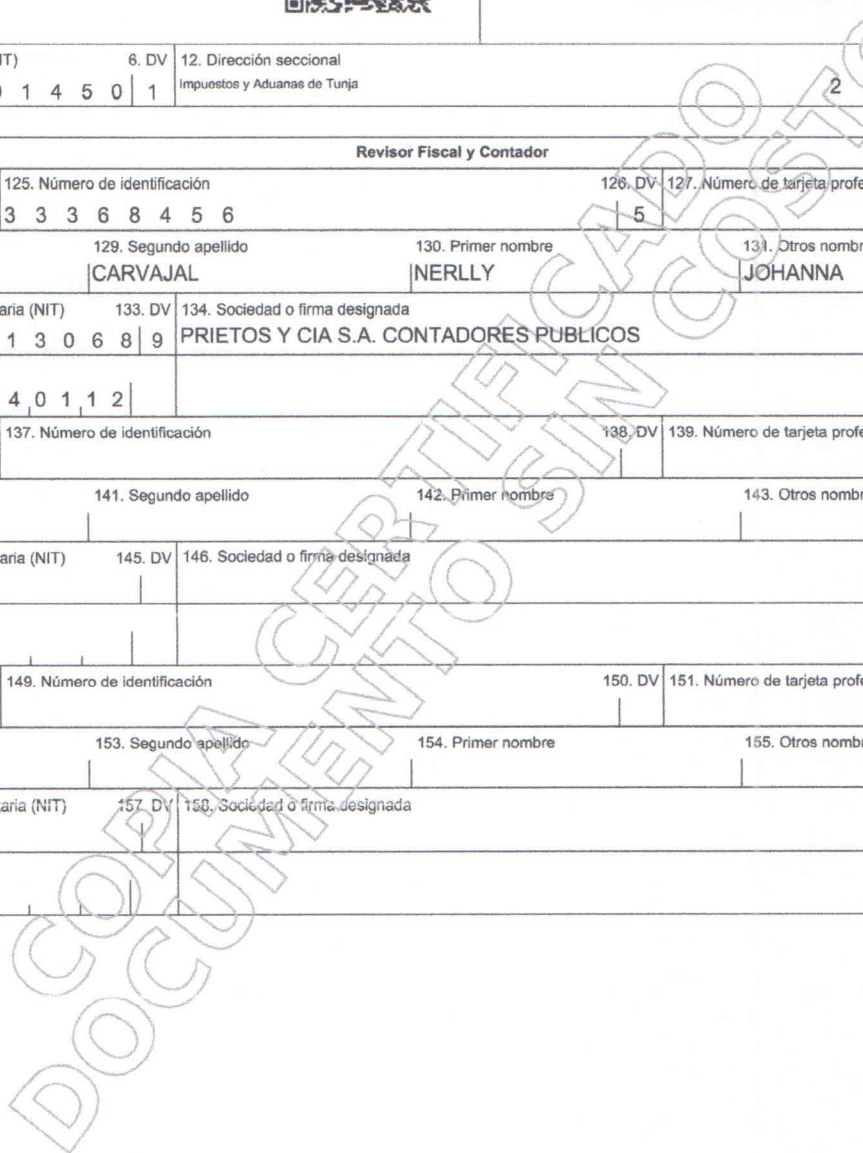 IT) 6. DV 12. Dirección seccional
1 4 5 0 1 Impuestos y Aduanas de Tunja 2
Revisor Fiscal y Contador
125. Número de identificación 126. DV 127. Número de tarjeta profe
3 3 3 6 8 4 5 6 5
129. Segundo apellido 130. Primer nombre 131. Otros nombr
CARVAJAL NERLLY JOHANNA
aria (NIT) 133. DV 134. Sociedad o firma designada
1 3 0 6 8 9 PRIETOS Y CIA S.A. CONTADORES PUBLICOS
4 0 1 1 2
137. Número de identificación 138. DV 139. Número de tarjeta profe
141. Segundo apellido 142. Primer nombre 143. Otros nombr
aria (NIT) 145. DV 146. Sociedad o firma designada
149. Número de identificación 150. DV 151. Número de tarjeta profe
153. Segundo apellido 154. Primer nombre 155. Otros nombr
aria (NIT) 157. DV 158. Sociedad o firma designada
COPIA CERTIFICADO
DOCUMENTO SIN COSTO